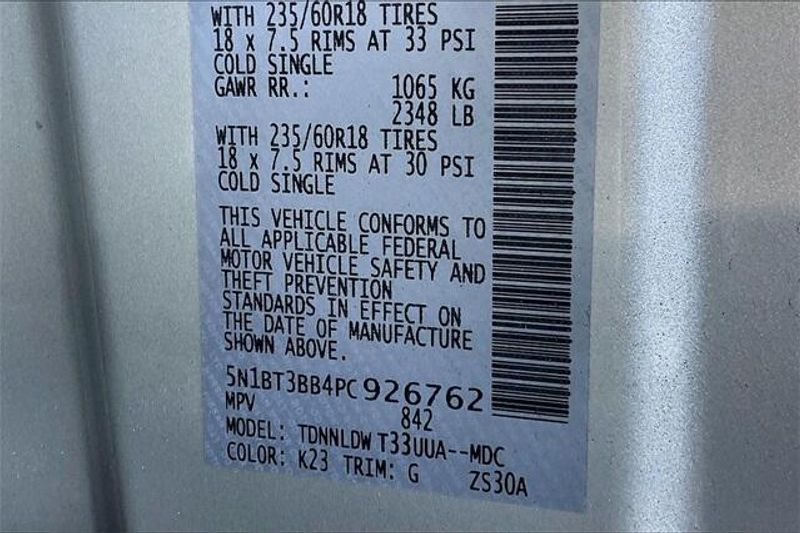 WITH 235/60R18 TIRES
18 x 7.5 RIMS AT 33 PSI
COLD SINGLE
GAWR RR.: 1065 KG
2348 LB
WITH 235/60R18 TIRES
18 x 7.5 RIMS AT 30 PSI
COLD SINGLE
THIS VEHICLE CONFORMS TO
ALL APPLICABLE FEDERAL
MOTOR VEHICLE SAFETY AND
THEFT PREVENTION
STANDARDS IN EFFECT ON
THE DATE OF MANUFACTURE
SHOWN ABOVE.
5N1BT3BB4PC926762
MPV 842
MODEL: TDNNLDW T33UUA--MDC
COLOR: K23 TRIM: G ZS30A